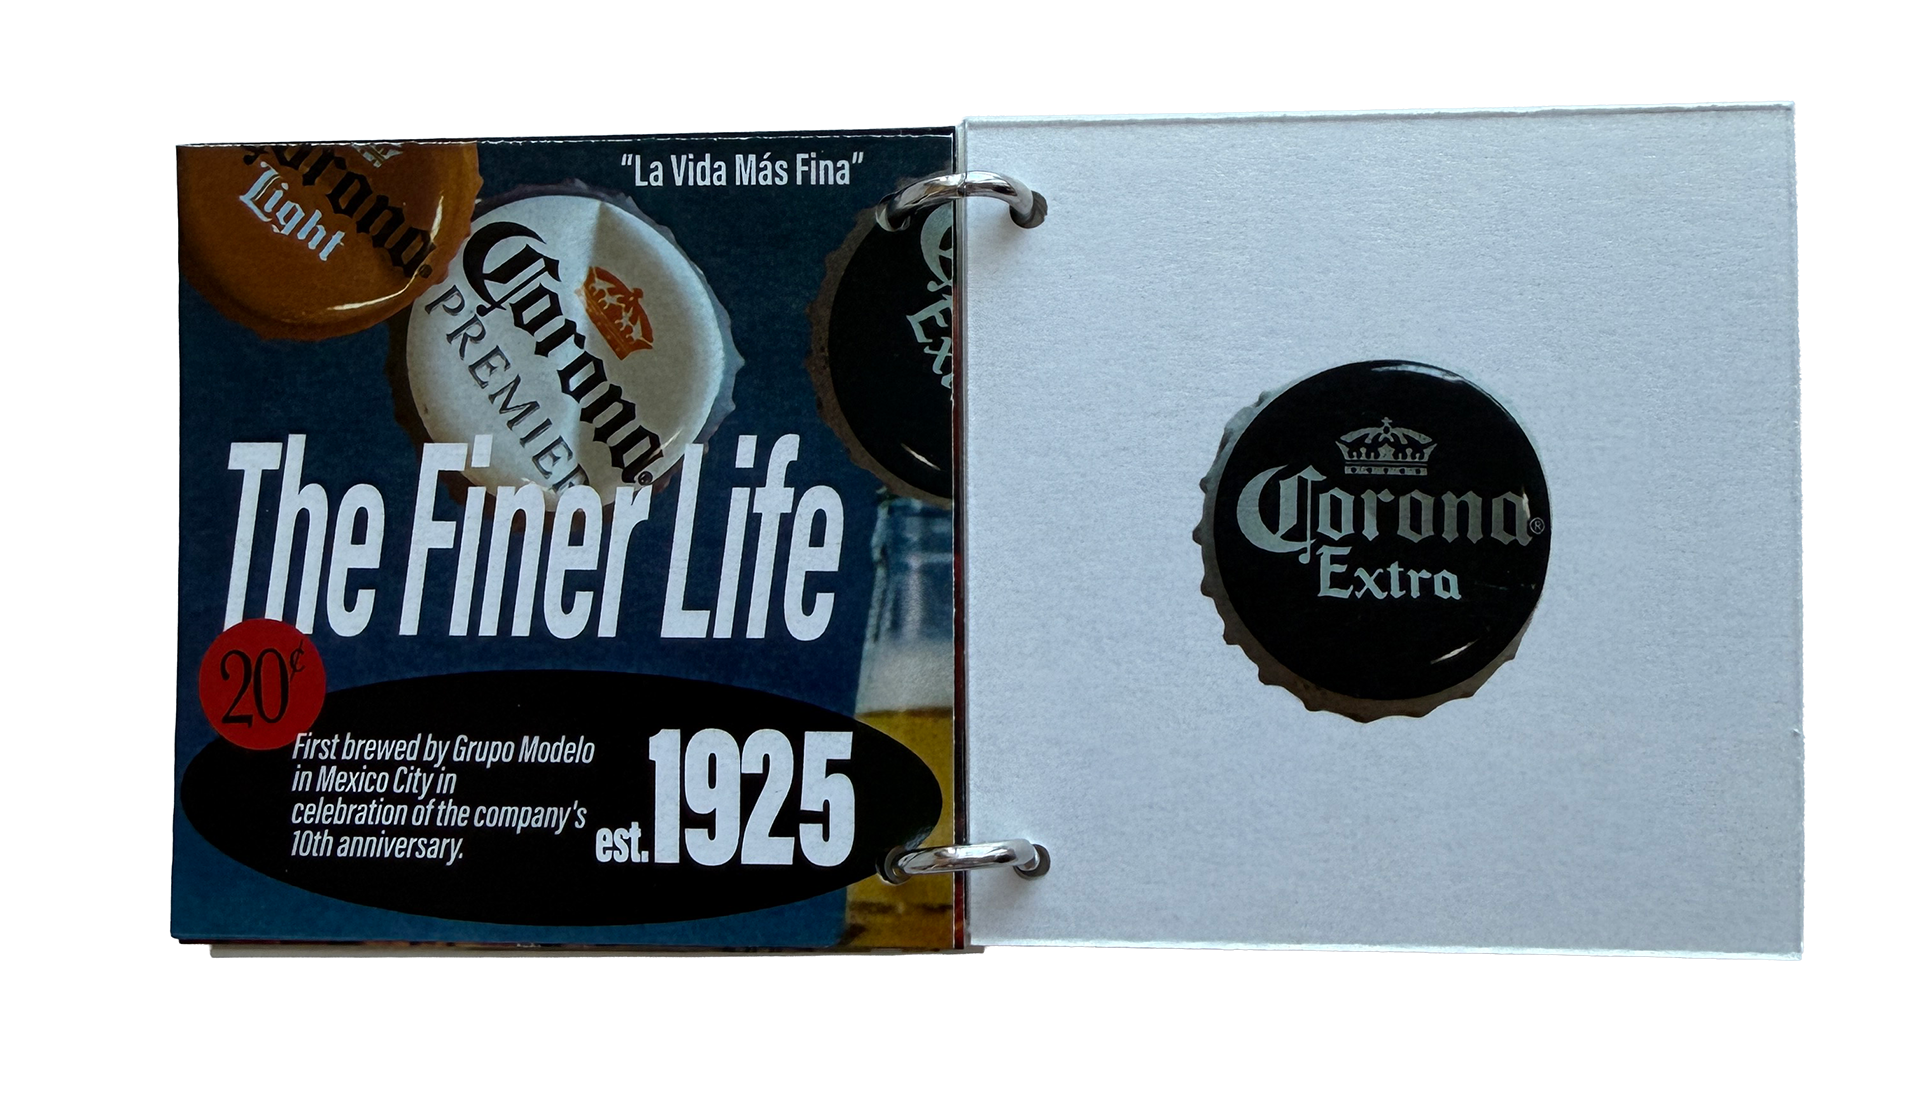 Corona®
Light
Corona®
PREMIER
"La Vida Más Fina"
The Finer Life
20¢
First brewed by Grupo Modelo
in Mexico City in
celebration of the company's
10th anniversary.
est.1925
Corona®
Extra